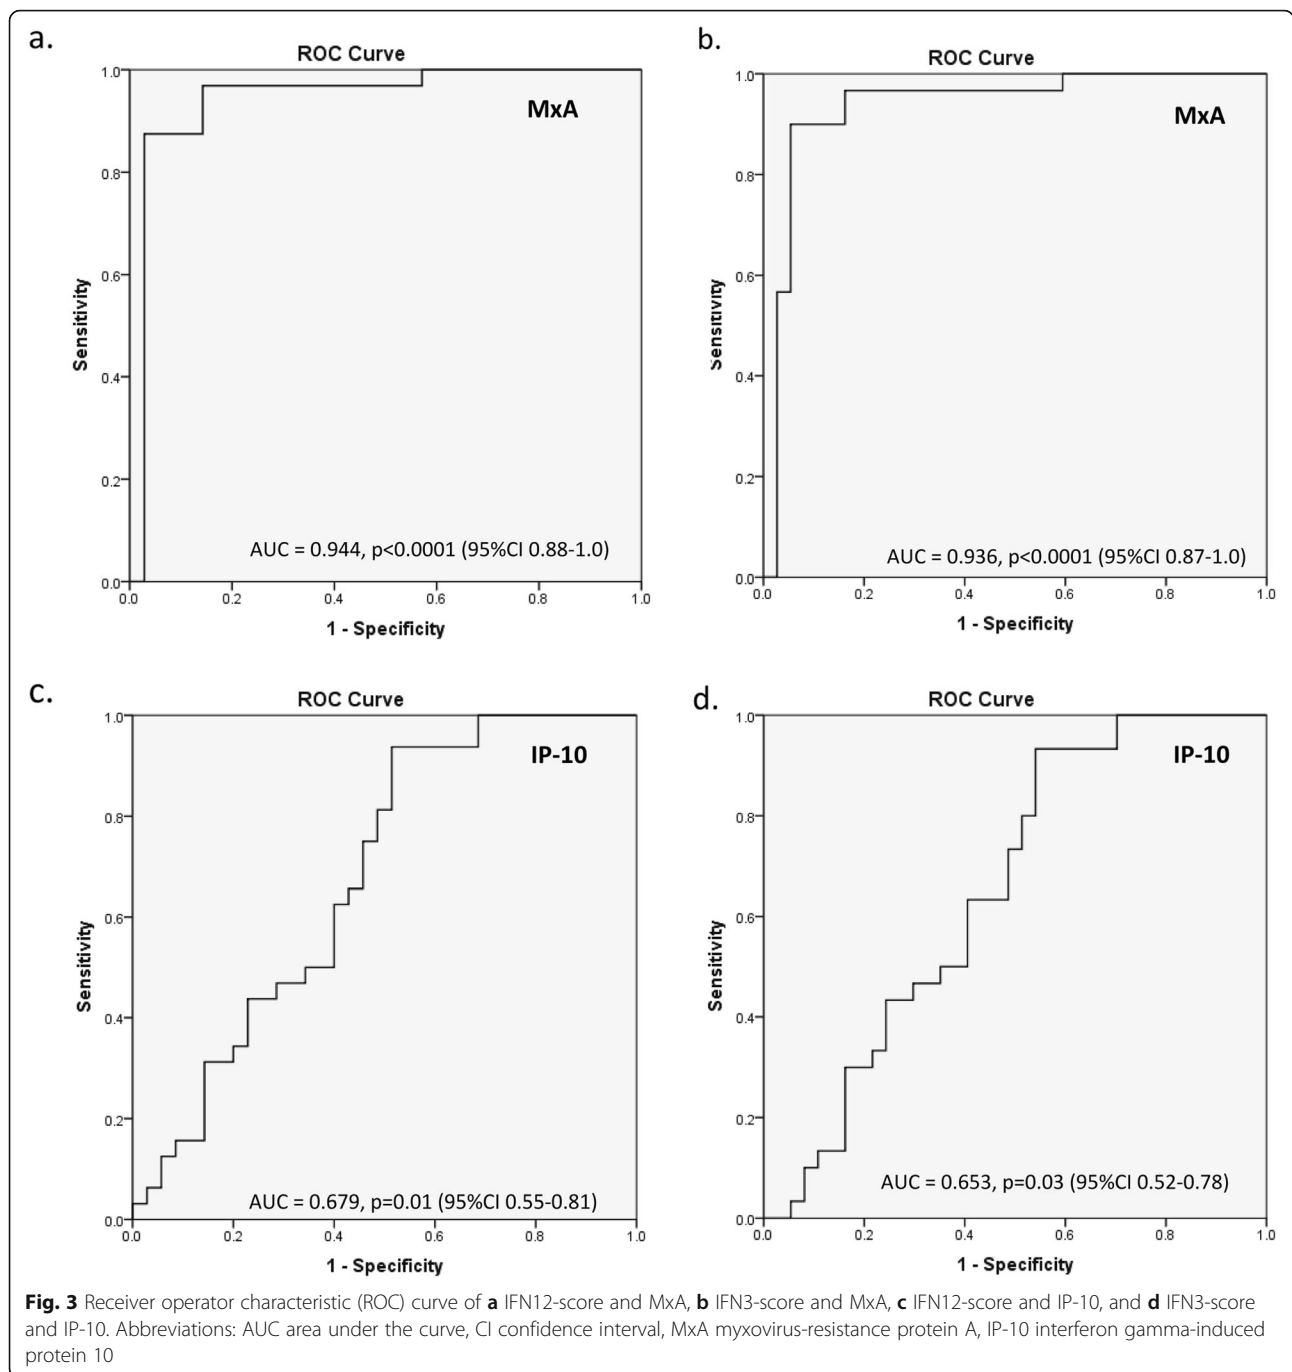 a.
ROC Curve
MxA
1.0
0.8
0.6
0.4
0.2
0.0
Sensitivity
AUC = 0.944, p<0.0001 (95%CI 0.88-1.0)
0.0 0.2 0.4 0.6 0.8 1.0
1 - Specificity
b.
ROC Curve
MxA
1.0
0.8
0.6
0.4
0.2
0.0
Sensitivity
AUC = 0.936, p<0.0001 (95%CI 0.87-1.0)
0.0 0.2 0.4 0.6 0.8 1.0
1 - Specificity
c.
ROC Curve
IP-10
1.0
0.8
0.6
0.4
0.2
0.0
Sensitivity
AUC = 0.679, p=0.01 (95%CI 0.55-0.81)
0.0 0.2 0.4 0.6 0.8 1.0
1 - Specificity
d.
ROC Curve
IP-10
1.0
0.8
0.6
0.4
0.2
0.0
Sensitivity
AUC = 0.653, p=0.03 (95%CI 0.52-0.78)
0.0 0.2 0.4 0.6 0.8 1.0
1 - Specificity
Fig. 3 Receiver operator characteristic (ROC) curve of a IFN12-score and MxA, b IFN3-score and MxA, c IFN12-score and IP-10, and d IFN3-score
and IP-10. Abbreviations: AUC area under the curve, CI confidence interval, MxA myxovirus-resistance protein A, IP-10 interferon gamma-induced
protein 10